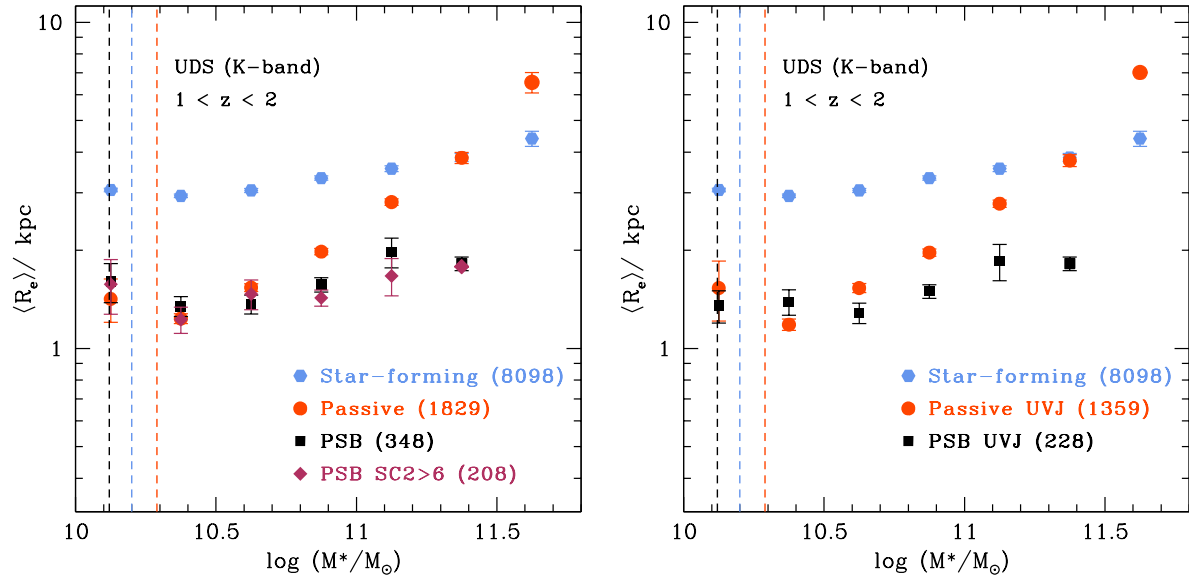 10
1
⟨Rₑ⟩/ kpc
UDS (K-band)
1 < z < 2
Star-forming (8098)
Passive (1829)
PSB (348)
PSB SC2>6 (208)
10
10.5
11
11.5
log (M*/M⊙)
10
1
⟨Rₑ⟩/ kpc
UDS (K-band)
1 < z < 2
Star-forming (8098)
Passive UVJ (1359)
PSB UVJ (228)
10
10.5
11
11.5
log (M*/M⊙)